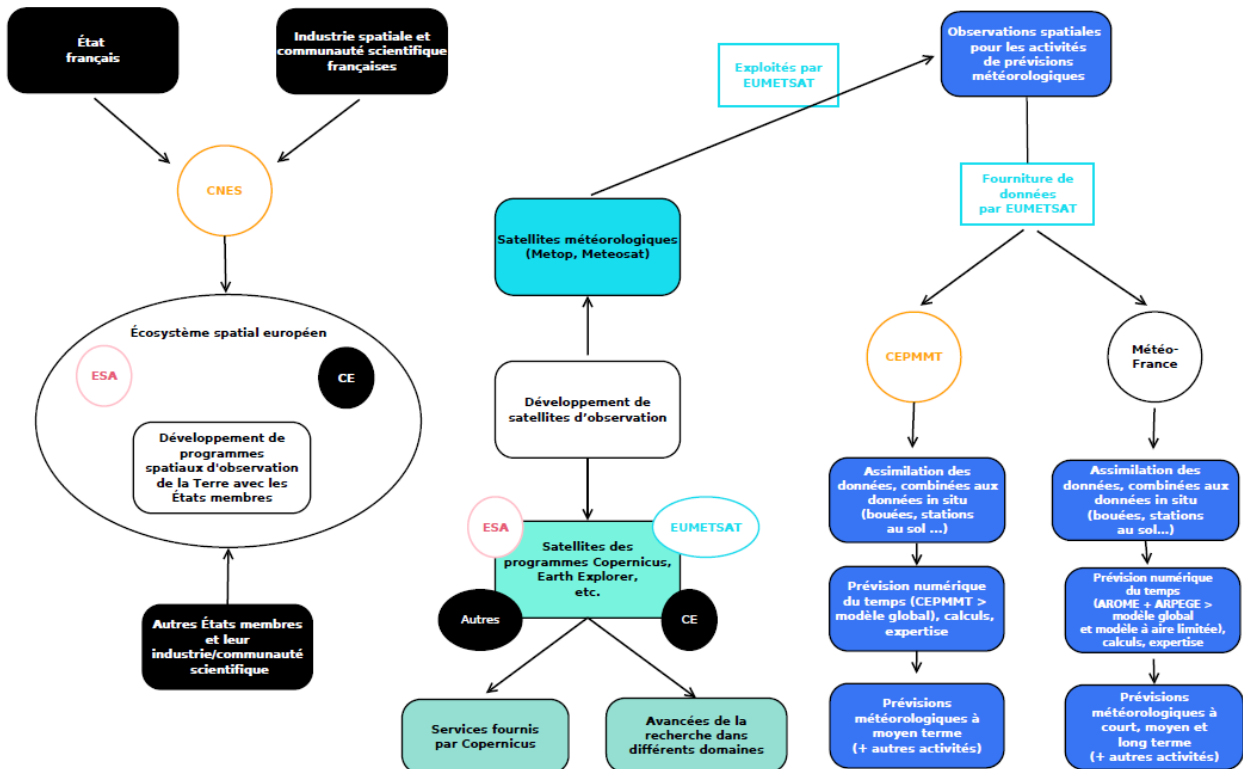 État
français
Industrie spatiale et
communauté scientifique
françaises
CNES
Écosystème spatial européen
ESA
CE
Développement de
programmes
spatiaux d'observation
de la Terre avec les
États membres
Autres États membres
et leur
industrie/communauté
scientifique
Exploités par
EUMETSAT
Satellites météorologiques
(Metop, Meteosat)
Développement de
satellites d’observation
ESA
EUMETSAT
Satellites des
programmes Copernicus,
Earth Explorer,
etc.
Autres
CE
Services fournis
par Copernicus
Avancées de la
recherche dans
différents domaines
Observations spatiales
pour les activités
de prévisions
météorologiques
Fourniture de
données
par EUMETSAT
CEPMMT
Assimilation des
données, combinées aux
données in situ
(bouées, stations
au sol ...)
Prévision numérique
du temps (CEPMMT >
modèle global), calculs,
expertise
Prévisions
météorologiques à
moyen terme
(+ autres activités)
Météo-
France
Assimilation des
données, combinées aux
données in situ
(bouées, stations
au sol...)
Prévision numérique
du temps
(AROME + ARPEGE >
modèle global
et modèle à aire limitée),
calculs, expertise
Prévisions
météorologiques à
court, moyen et
long terme
(+ autres activités)